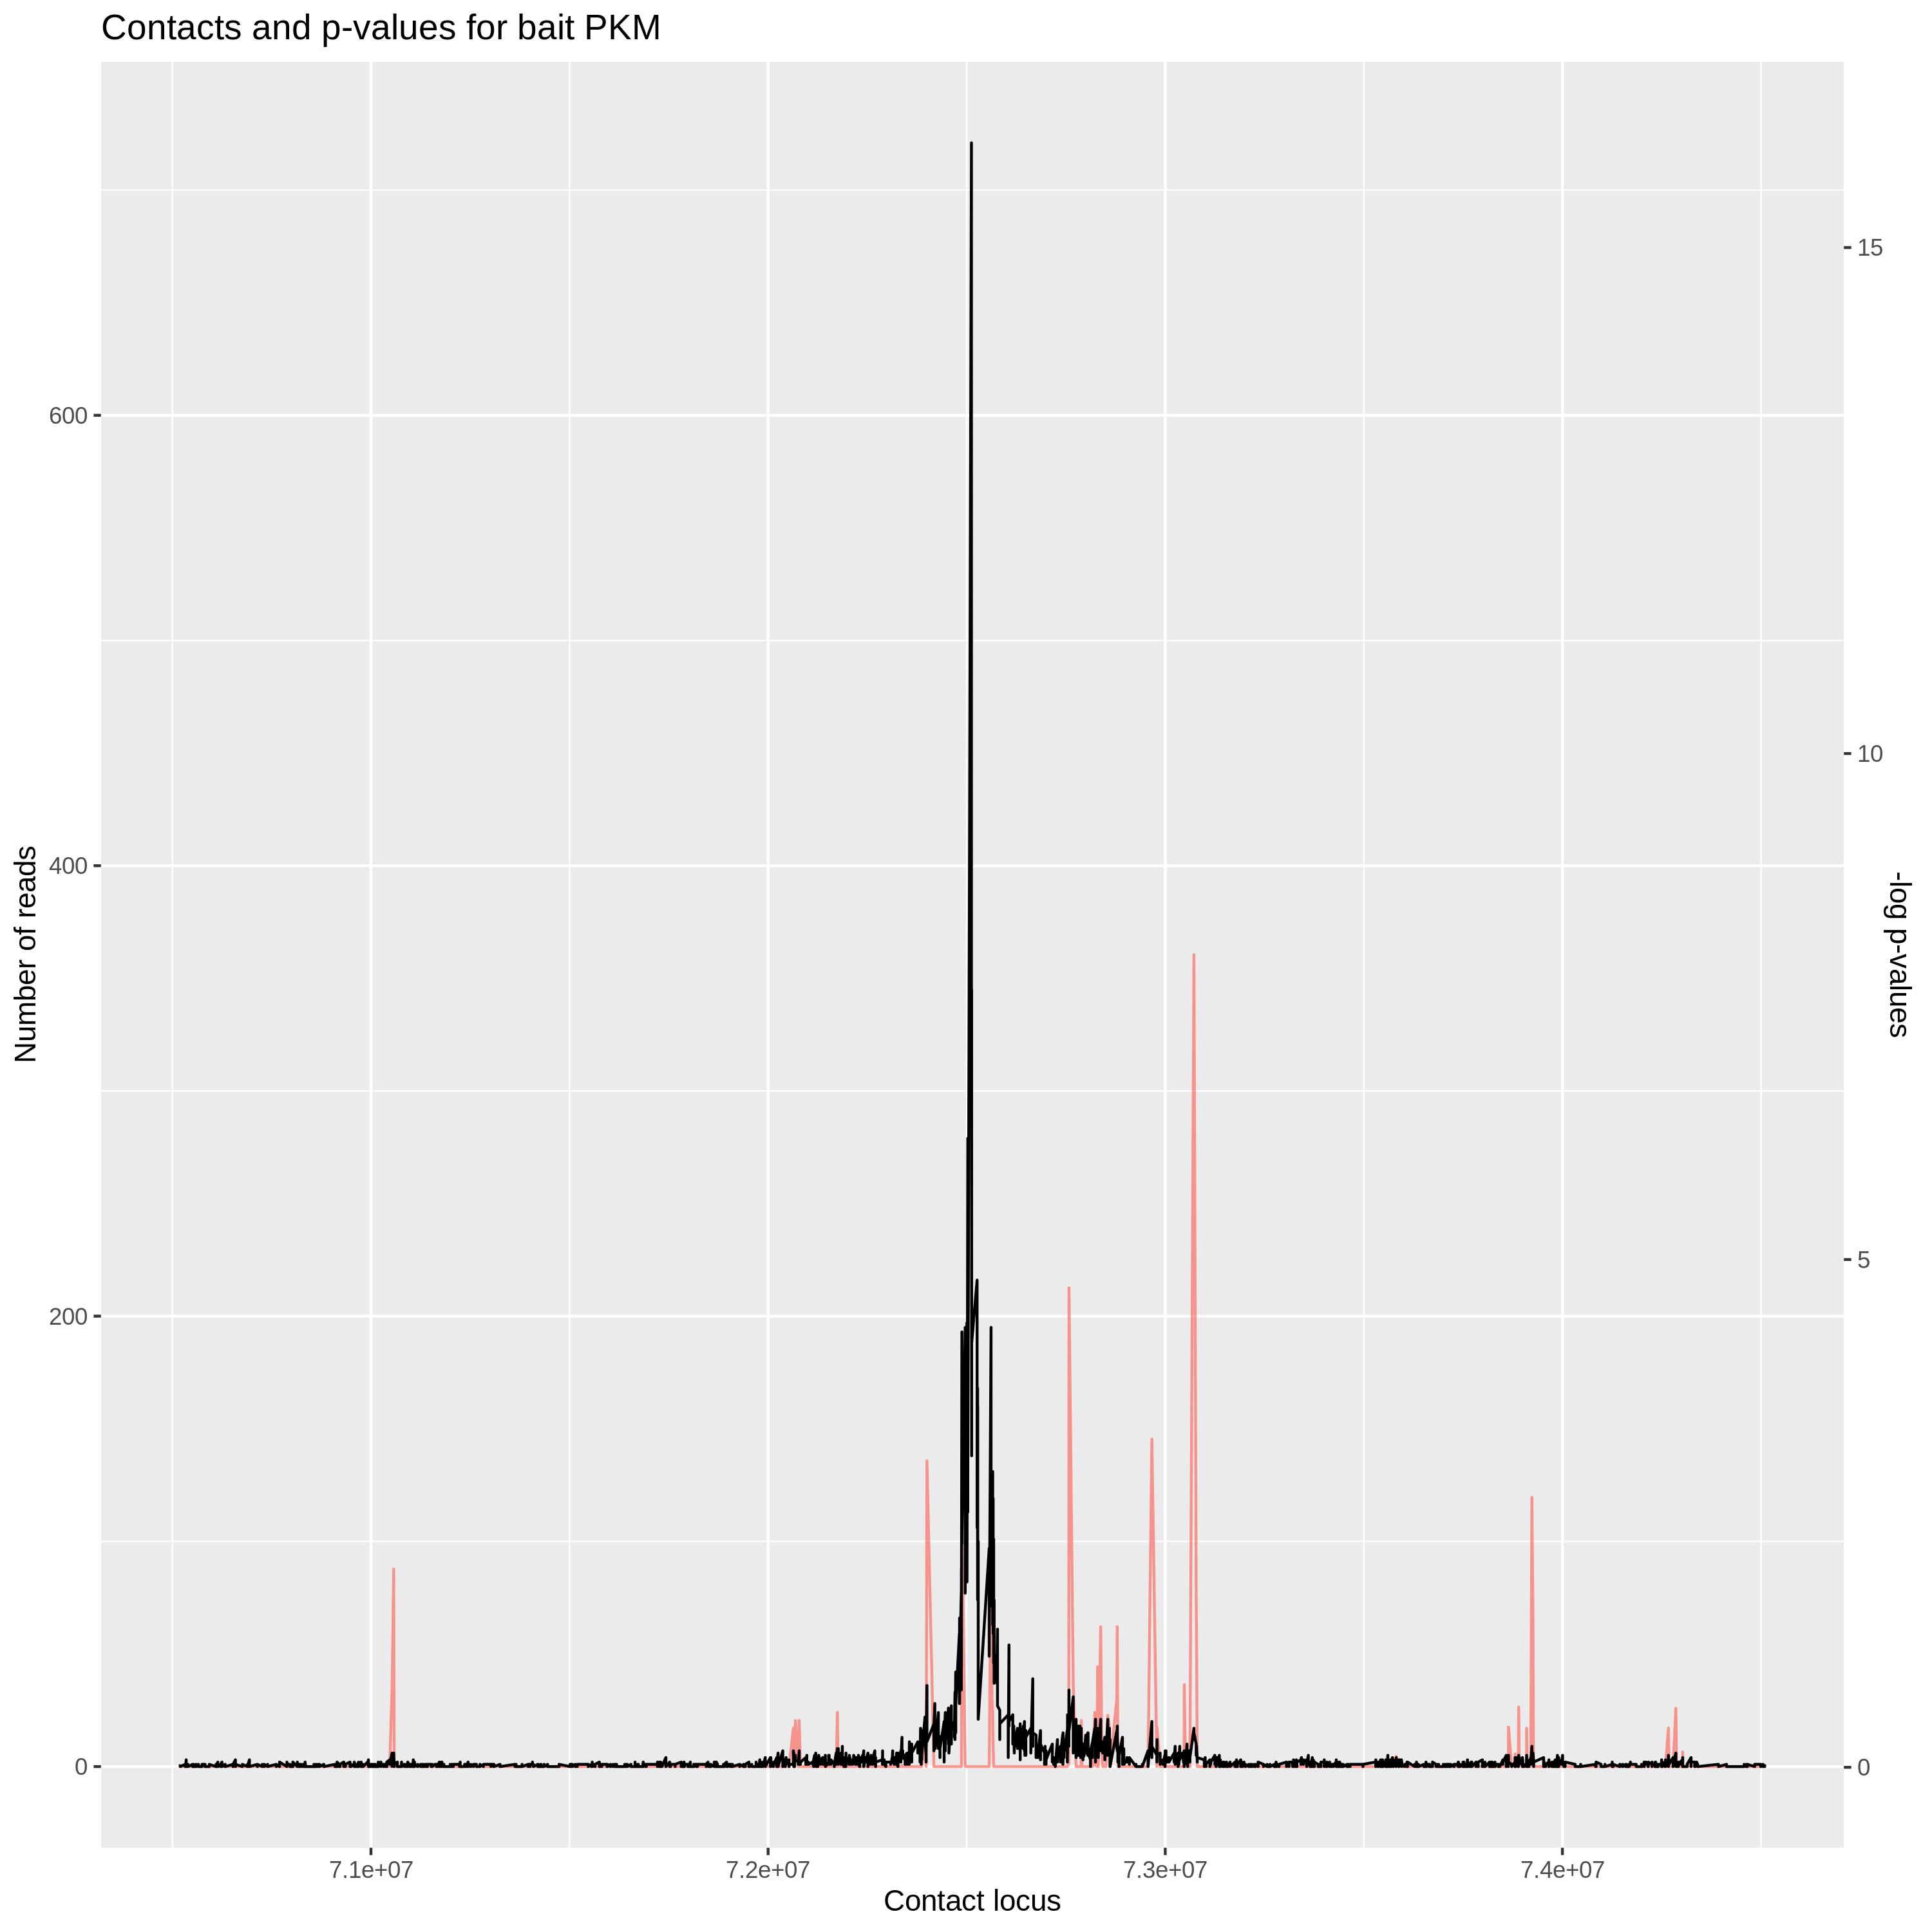 Contacts and p-values for bait PKM
15
600
10
400
Number of reads
-log p-values
5
200
0
0
7.1e+07 7.2e+07 7.3e+07 7.4e+07
Contact locus